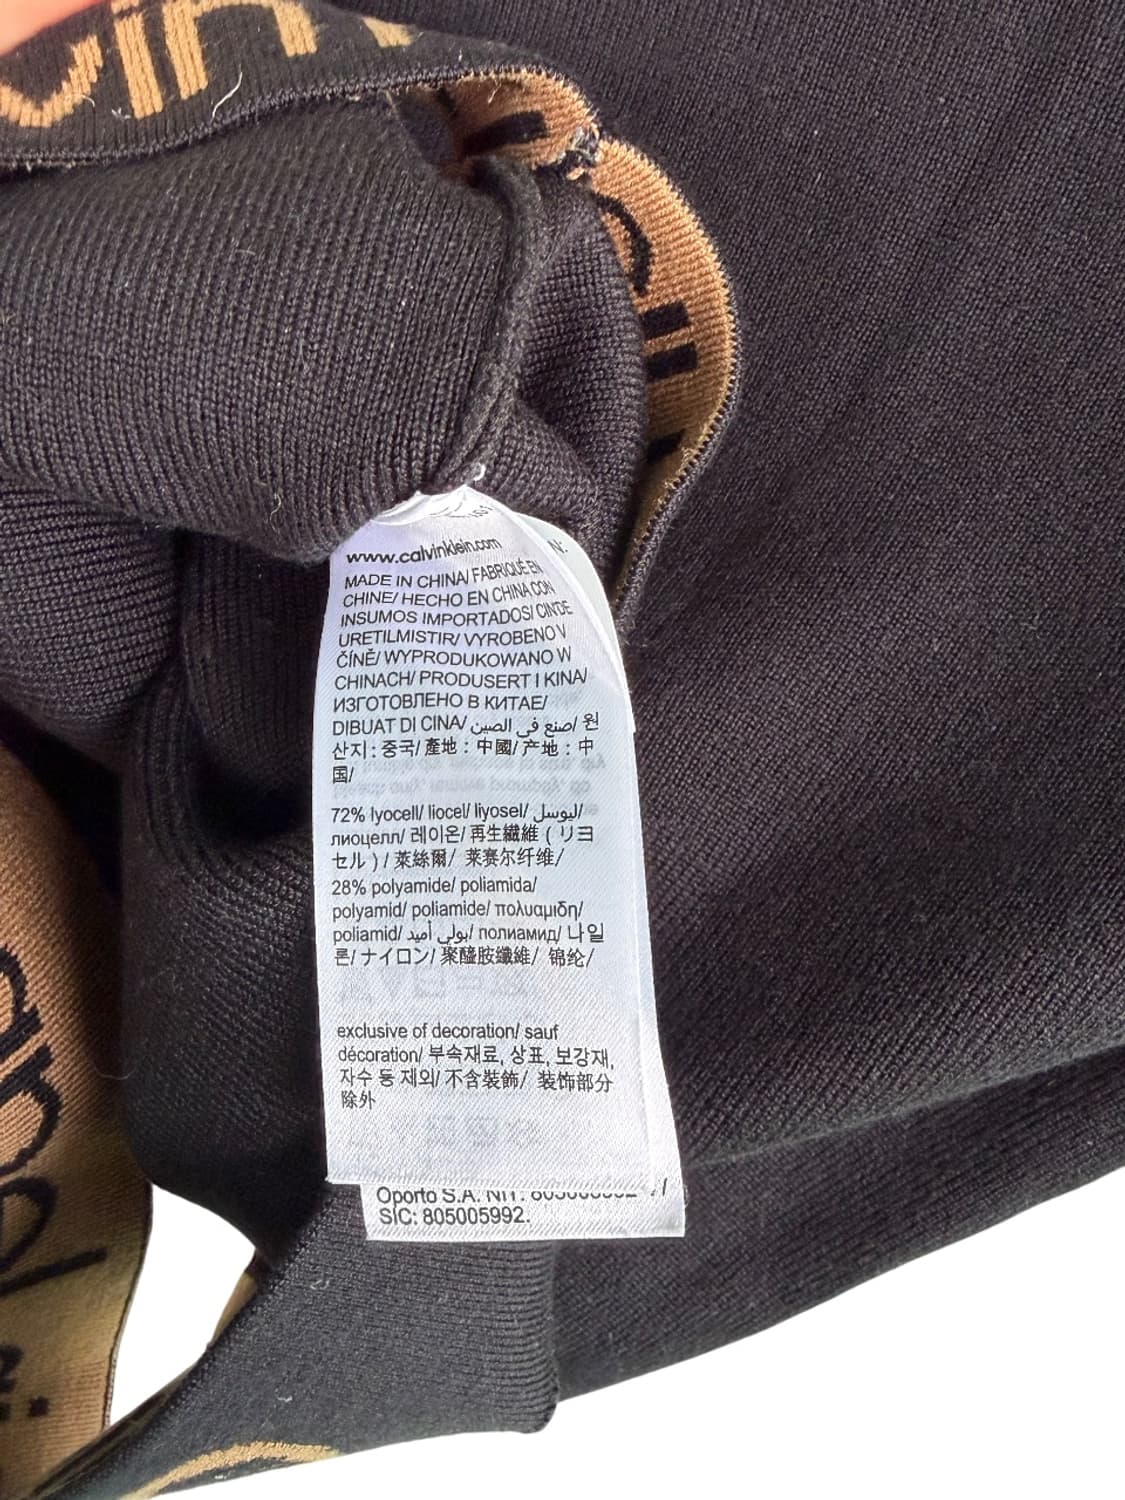 www.calvinklein.com
MADE IN CHINA/ FABRIQUÉ EN
CHINE/ HECHO EN CHINA CON
INSUMOS IMPORTADOS/ CIN'DE
URETILMISTIR/ VYROBENO V
ČÍNĚ/ WYPRODUKOWANO W
CHINACH/ PRODUSERT I KINA/
ИЗГОТОВЛЕНО В КИТАЕ/
DIBUAT DI CINA/ صنع في الصين/ 원
산지 : 중국/ 產地 : 中國/ 产地 : 中
国/
72% lyocell/ liocel/ liyosel/ ليوسل/
лиоцелл/ 레이온/ 再生繊維 ( リヨ
セル ) / 萊絲爾/ 莱赛尔纤维/
28% polyamide/ poliamida/
polyamid/ poliamide/ πολυαμιδη/
poliamid/ بولي أميد/ полиамид/ 나일
론/ ナイロン/ 聚醯胺纖維/ 锦纶/
exclusive of decoration/ sauf
décoration/ 부속재료, 상표, 보강재,
자수 등 제외/ 不含裝飾/ 装饰部分
除外
Oporto S.A. NIT:
SIC: 805005992.